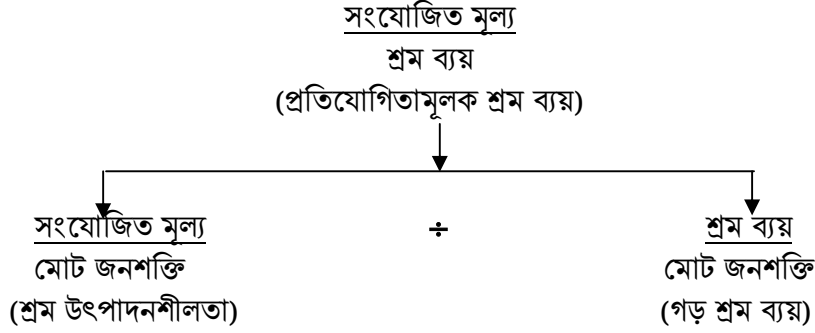 সংযোজিত মূল্য
শ্রম ব্যয়
(প্রতিযোগিতামূলক শ্রম ব্যয়)
সংযোজিত মূল্য ÷ শ্রম ব্যয়
মোট জনশক্তি মোট জনশক্তি
(শ্রম উৎপাদনশীলতা) (গড় শ্রম ব্যয়)